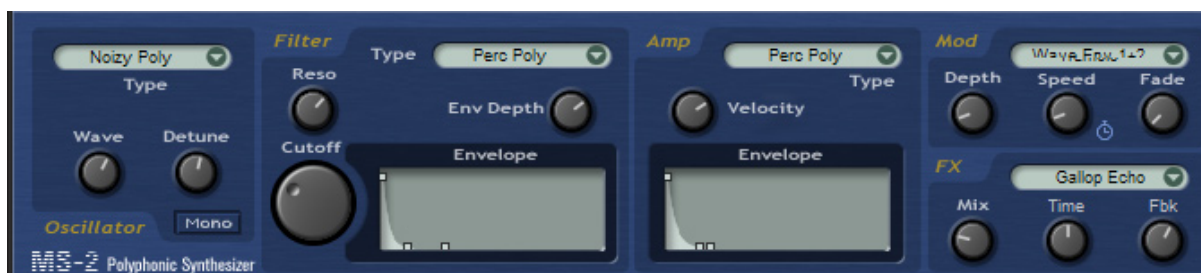 Noizy Poly
Type
Wave Detune
Mono
Oscillator
MS-2 Polyphonic Synthesizer
Filter
Type Perc Poly
Reso
Env Depth
Cutoff
Envelope
Amp
Perc Poly
Type
Velocity
Envelope
Mod
Depth Speed Fade
FX
Gallop Echo
Mix Time Fbk